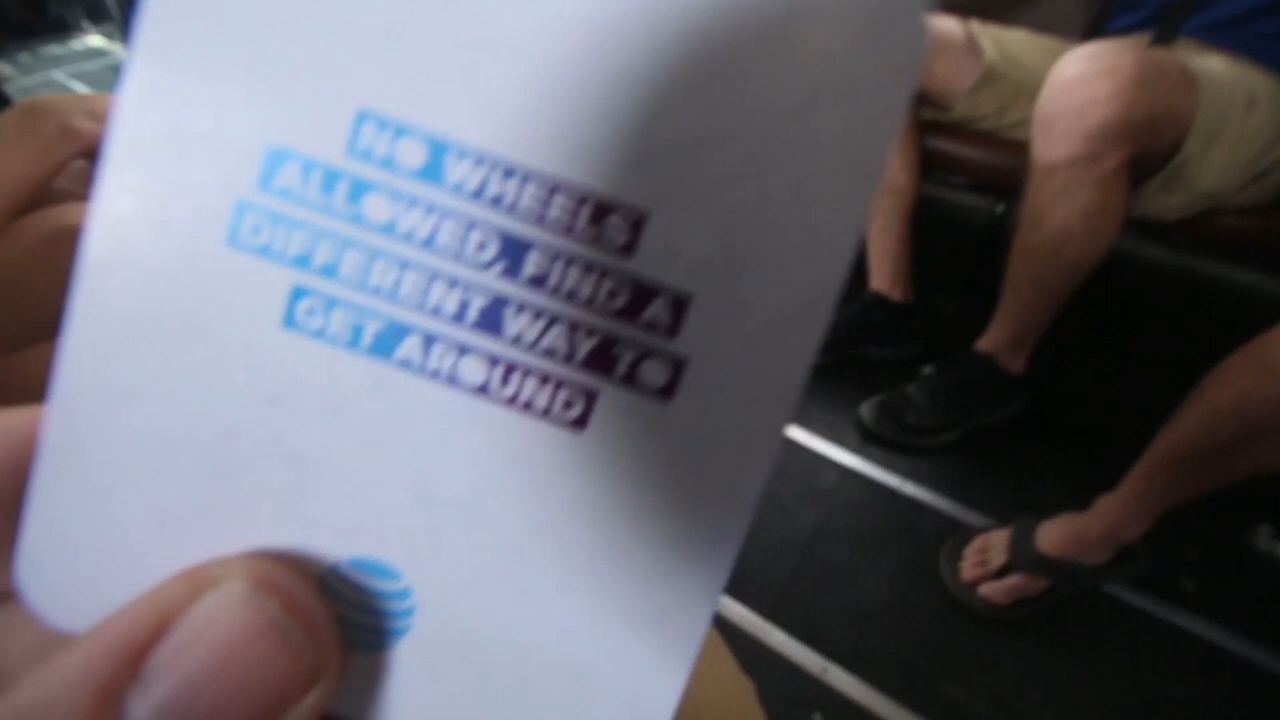 NO WHEELS
ALLOWED, FIND A
DIFFERENT WAY TO
GET AROUND